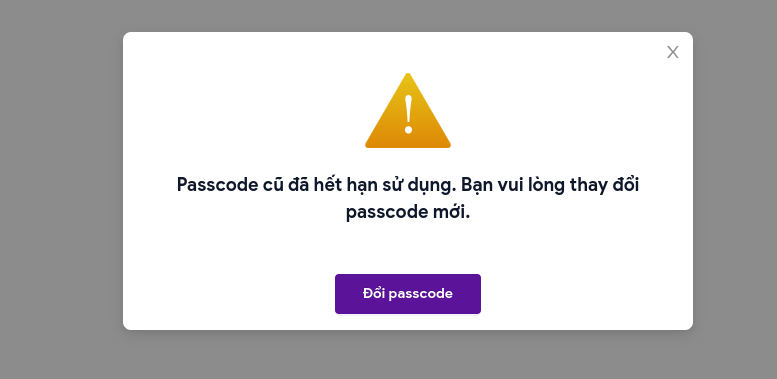 Passcode cũ đã hết hạn sử dụng. Bạn vui lòng thay đổi
passcode mới.
Đổi passcode